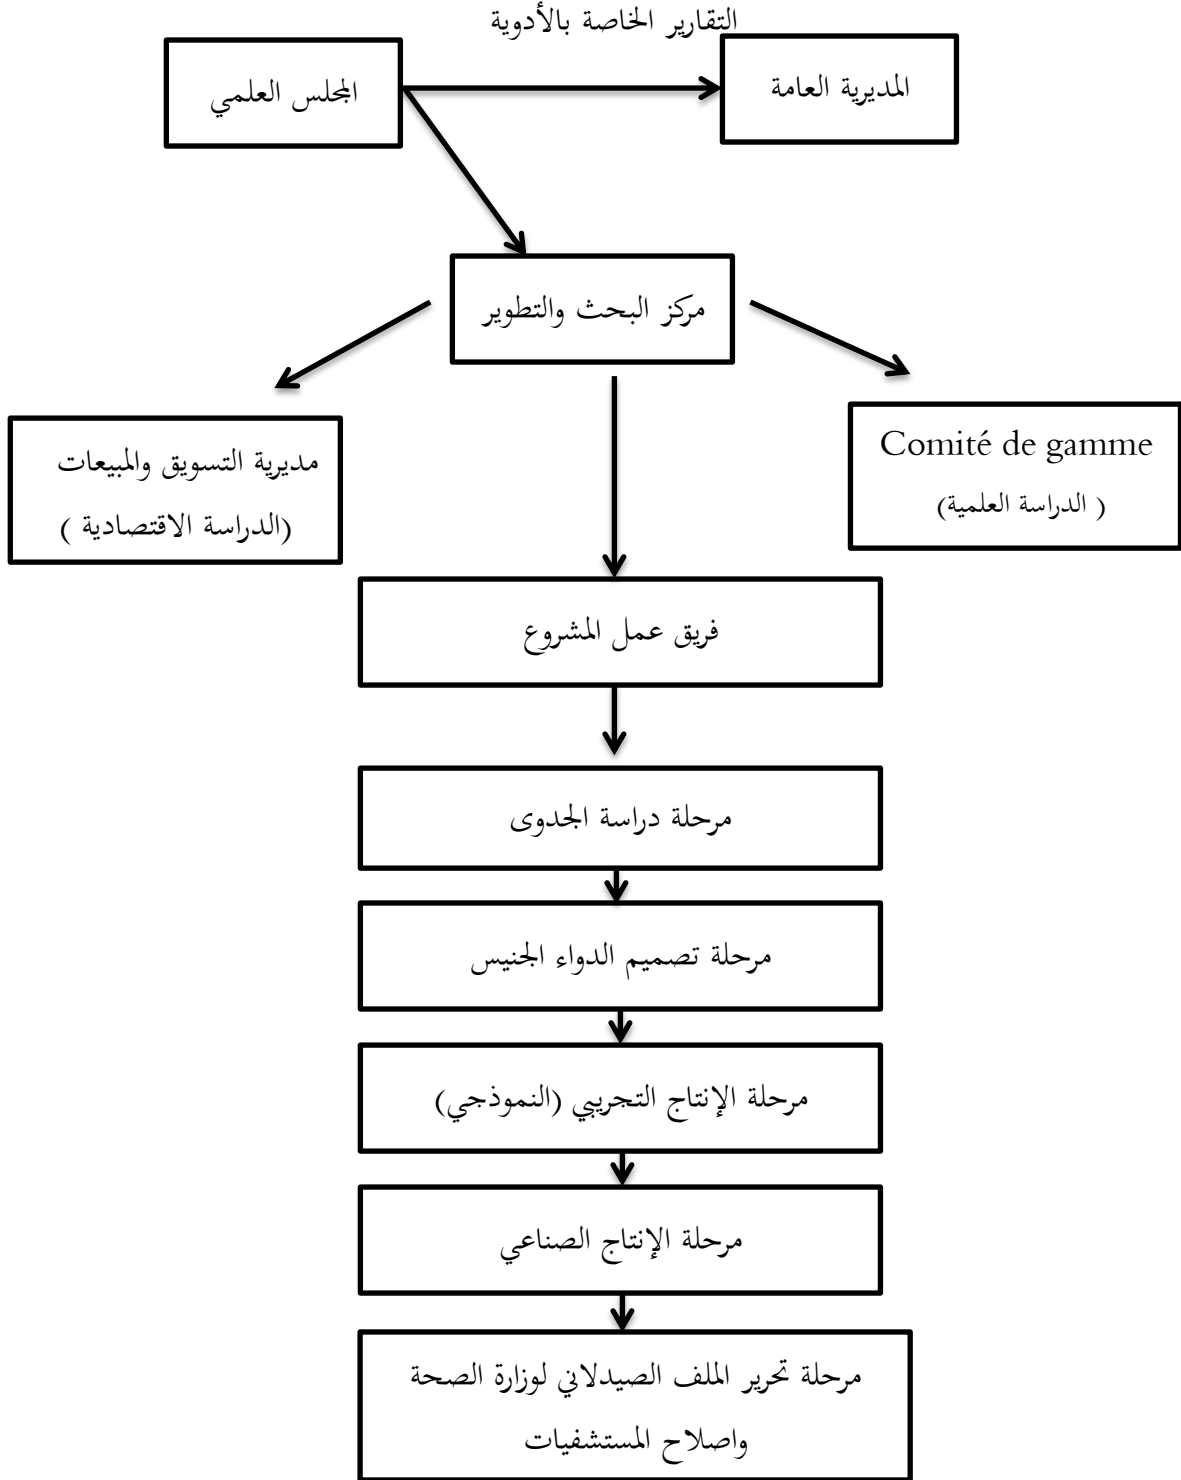 التقارير الخاصة بالأدوية
المديرية العامة
المجلس العلمي
مركز البحث والتطوير
Comité de gamme
( الدراسة العلمية)
مديرية التسويق والمبيعات
(الدراسة الاقتصادية )
فريق عمل المشروع
مرحلة دراسة الجدوى
مرحلة تصميم الدواء الجنيس
مرحلة الإنتاج التجريبي (النموذجي)
مرحلة الإنتاج الصناعي
مرحلة تحرير الملف الصيدلاني لوزارة الصحة
واصلاح المستشفيات